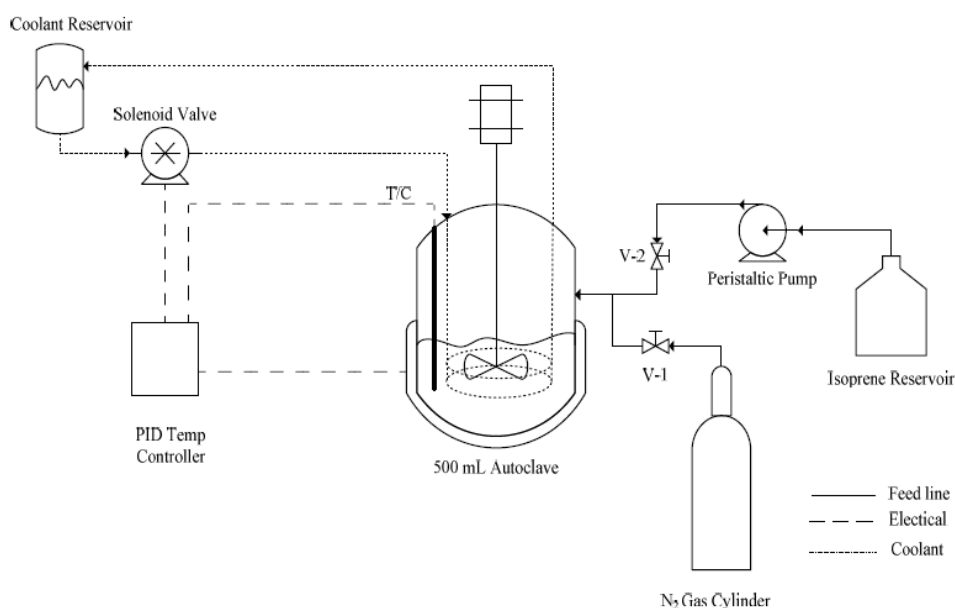 Coolant Reservoir
Solenoid Valve
T/C
V-2
Peristaltic Pump
V-1
Isoprene Reservoir
PID Temp
Controller
500 mL Autoclave
Feed line
Electical
Coolant
N₂ Gas Cylinder